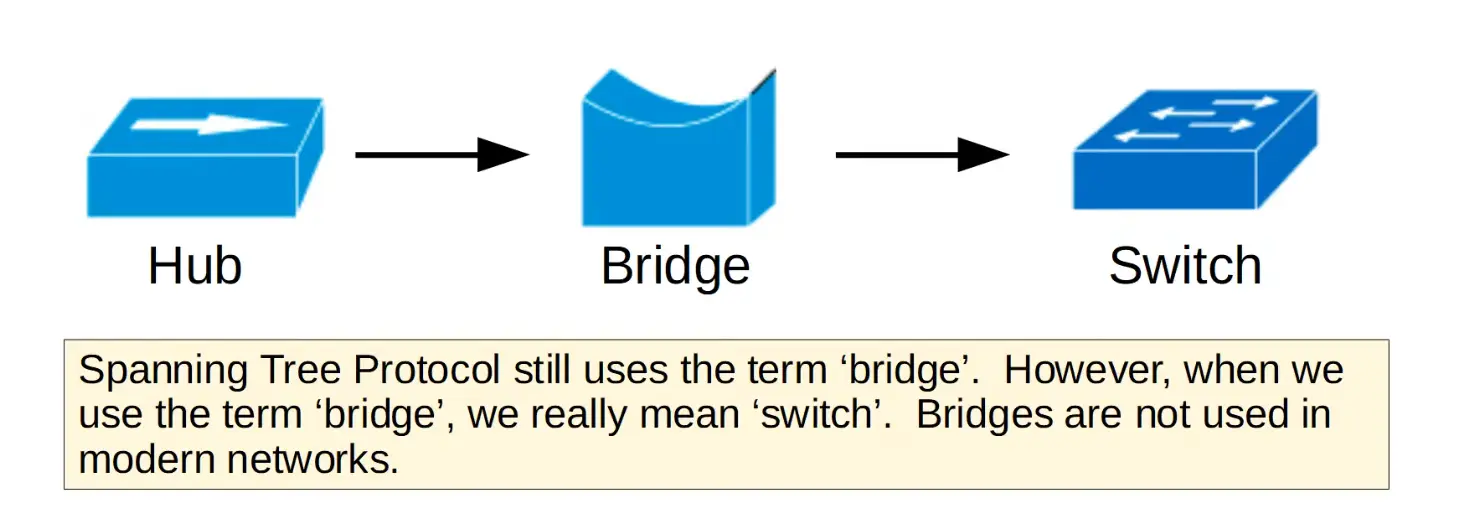 Hub
Bridge
Switch
Spanning Tree Protocol still uses the term ‘bridge’.  However, when we
use the term ‘bridge’, we really mean ‘switch’.  Bridges are not used in
modern networks.